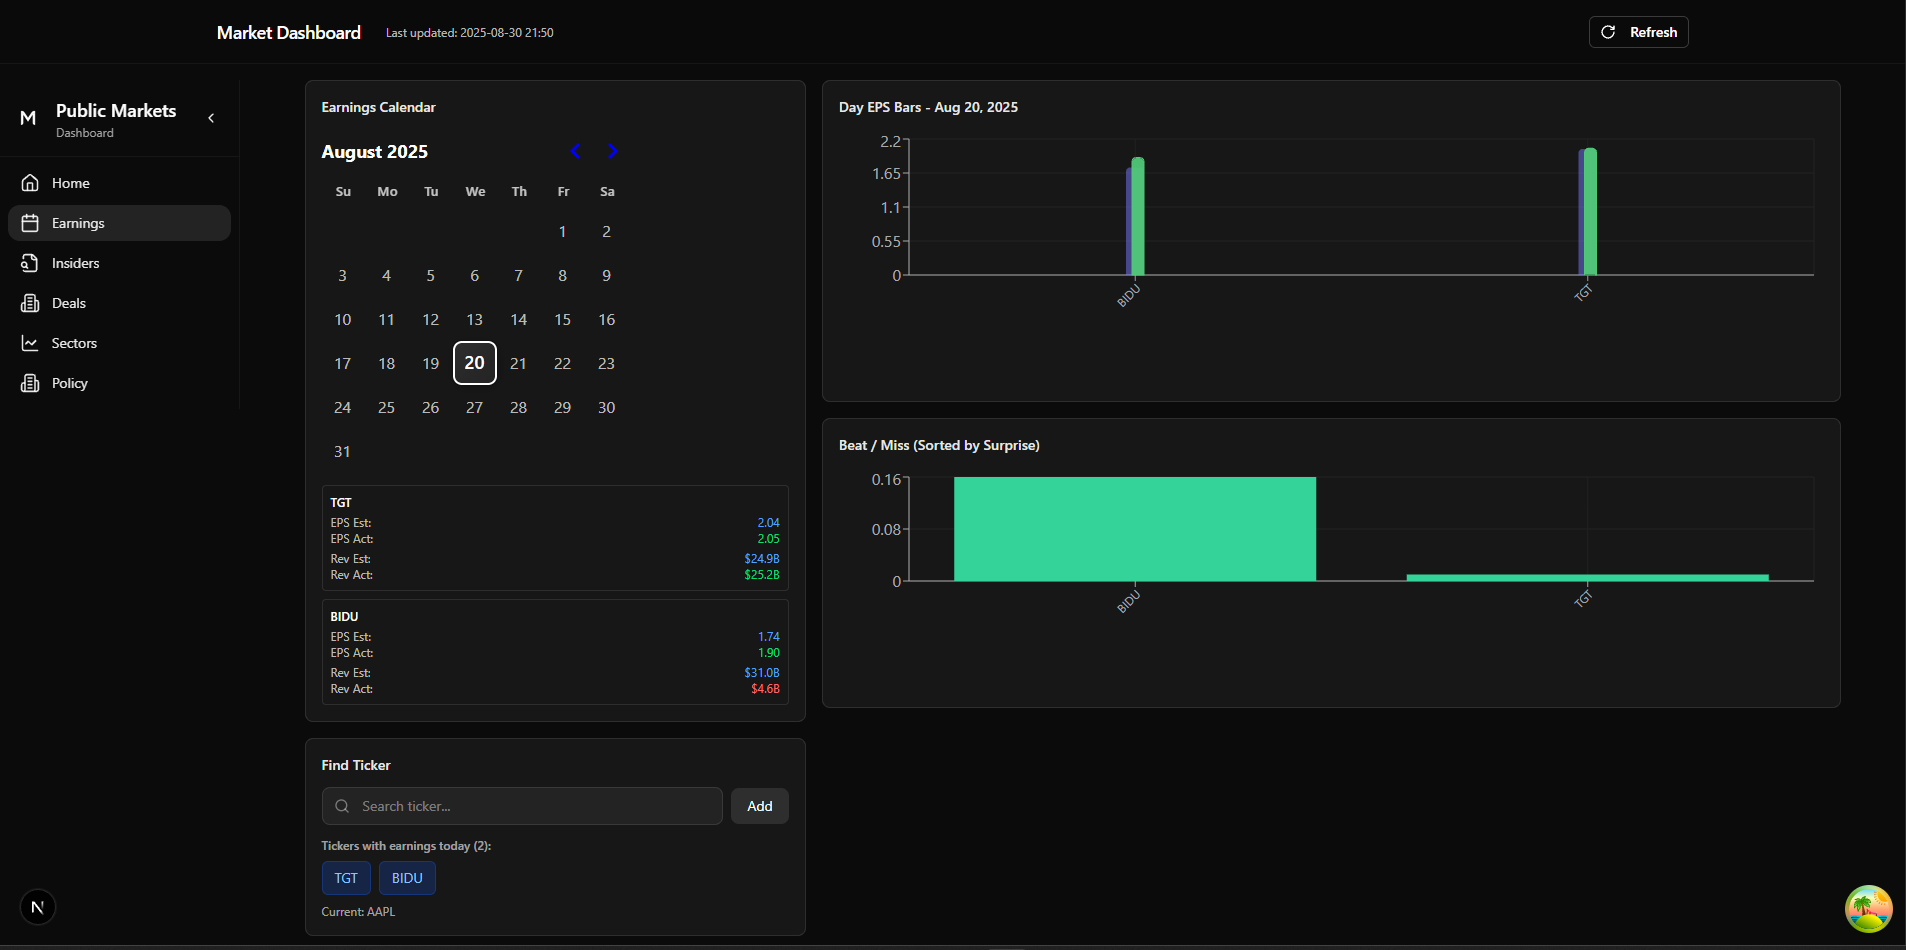 Market Dashboard
Last updated: 2025-08-30 21:50
Refresh
M
Public Markets
Dashboard
Home
Earnings
Insiders
Deals
Sectors
Policy
Earnings Calendar
August 2025
Su Mo Tu We Th Fr Sa
1 2
3 4 5 6 7 8 9
10 11 12 13 14 15 16
17 18 19 20 21 22 23
24 25 26 27 28 29 30
31
TGT
EPS Est: 2.04
EPS Act: 2.05
Rev Est: $24.9B
Rev Act: $25.2B
BIDU
EPS Est: 1.74
EPS Act: 1.90
Rev Est: $31.0B
Rev Act: $4.6B
Find Ticker
Search ticker...
Add
Tickers with earnings today (2):
TGT BIDU
Current: AAPL
Day EPS Bars - Aug 20, 2025
2.2
1.65
1.1
0.55
0
BIDU TGT
Beat / Miss (Sorted by Surprise)
0.16
0.08
0
BIDU TGT
N